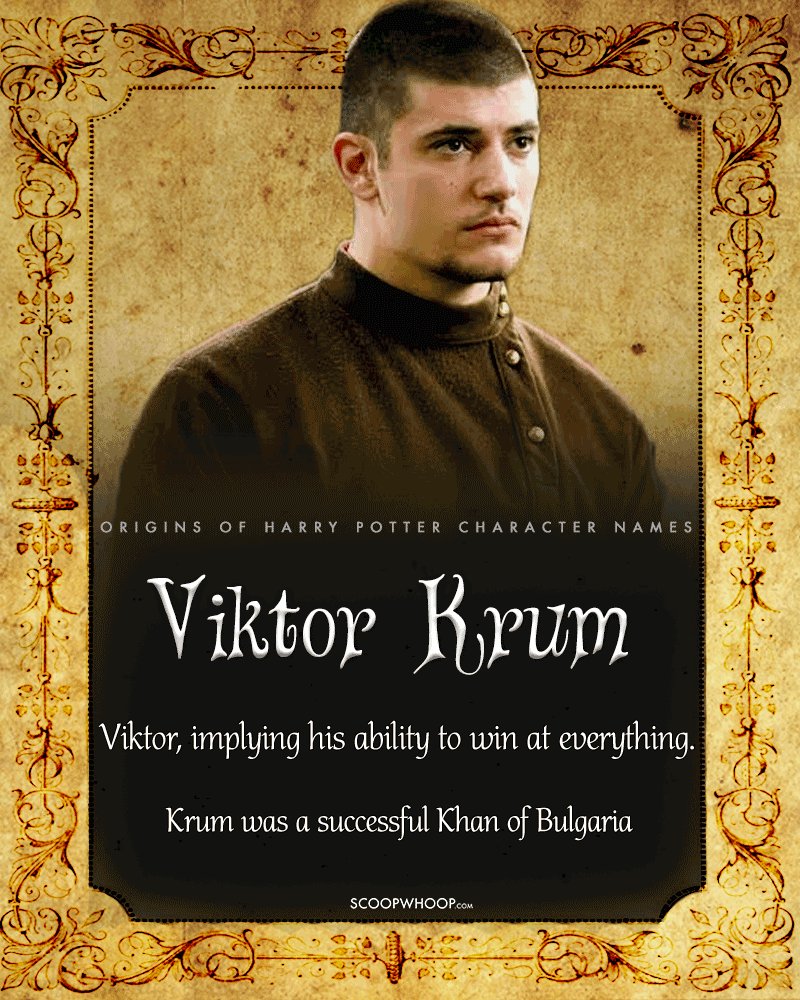 ORIGINS OF HARRY POTTER CHARACTER NAMES
Viktor Krum
Viktor, implying his ability to win at everything.
Krum was a successful Khan of Bulgaria
SCOOPWHOOP.COM